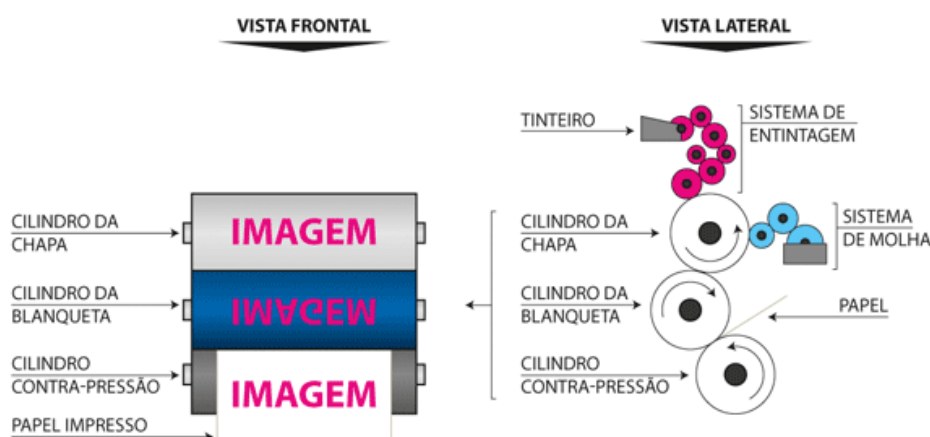 VISTA FRONTAL
CILINDRO DA
CHAPA
IMAGEM
CILINDRO DA
BLANQUETA
IMAGEM
CILINDRO
CONTRA-PRESSÃO
IMAGEM
PAPEL IMPRESSO
VISTA LATERAL
TINTEIRO
SISTEMA DE
ENTINTAGEM
CILINDRO DA
CHAPA
SISTEMA
DE MOLHA
CILINDRO DA
BLANQUETA
PAPEL
CILINDRO
CONTRA-PRESSÃO